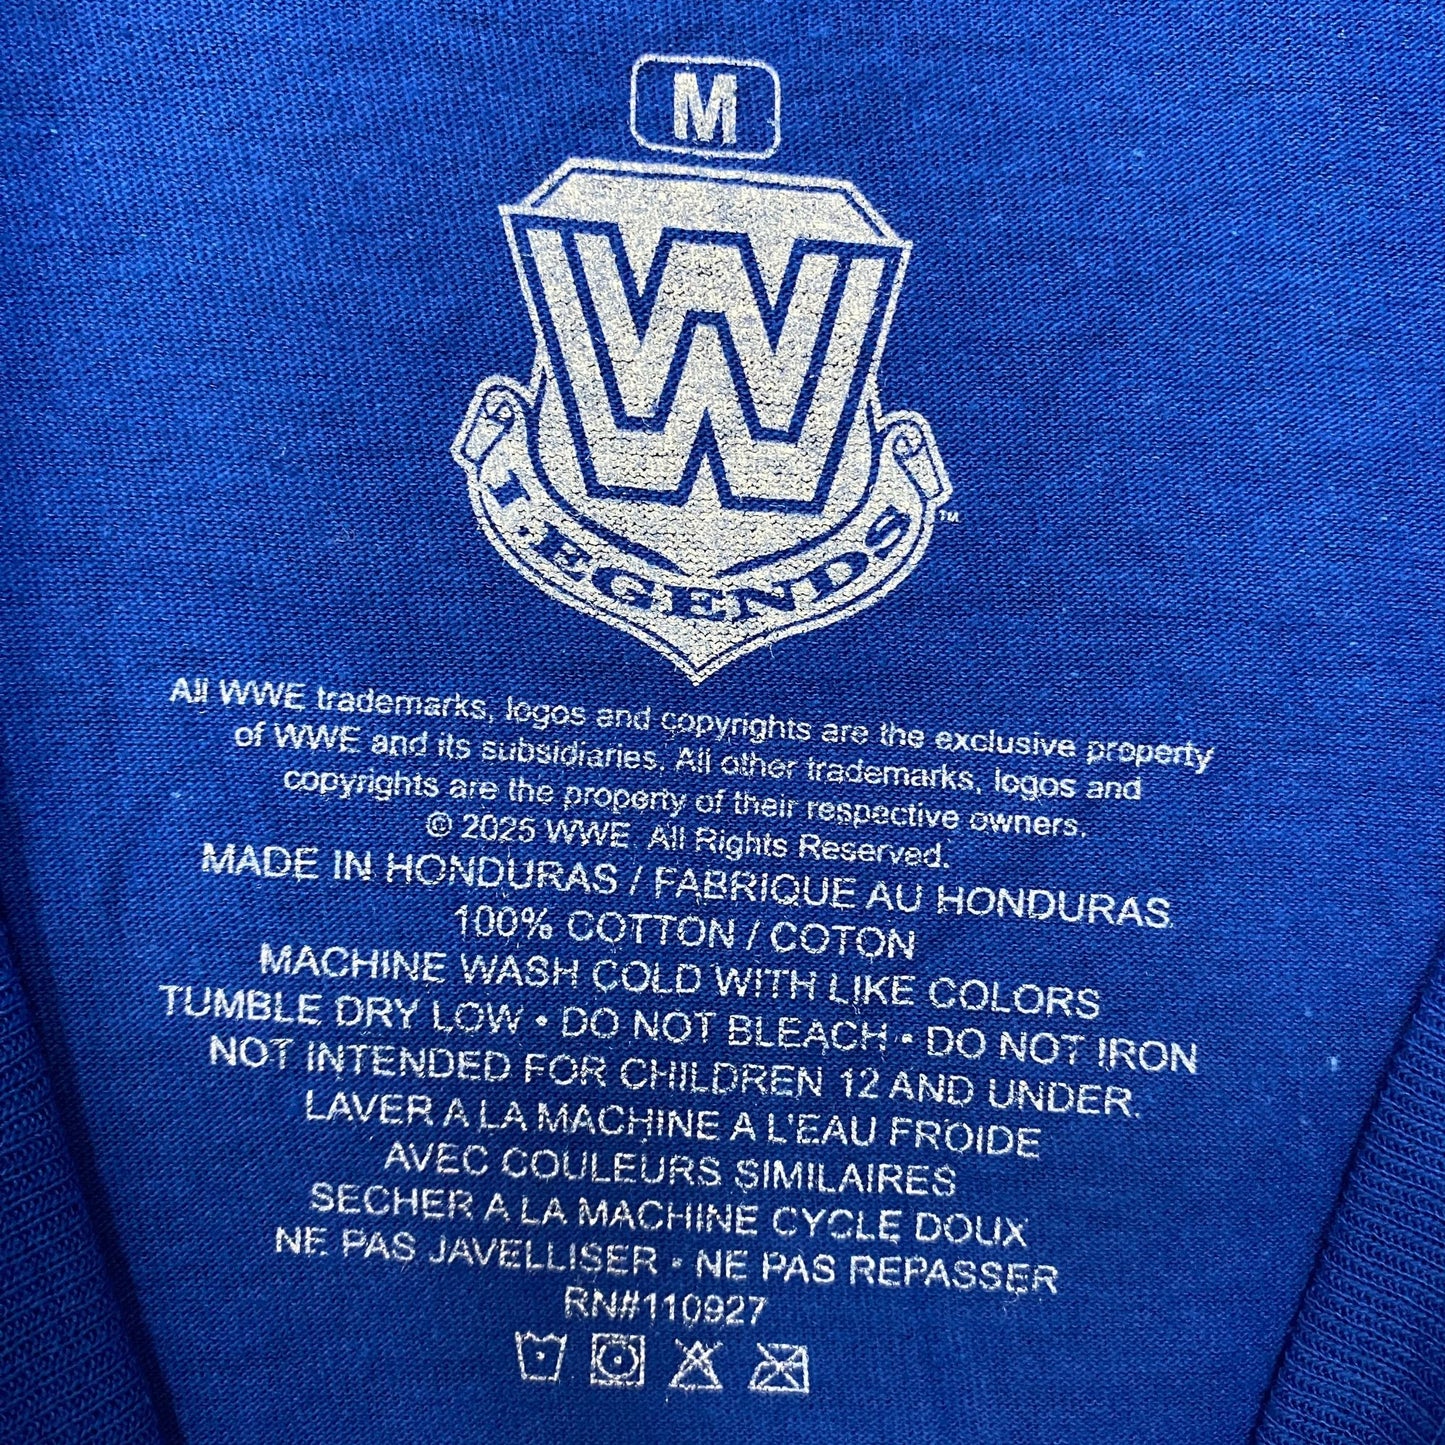 M
W
LEGENDS
™
All WWE trademarks, logos and copyrights are the exclusive property
of WWE and its subsidiaries. All other trademarks, logos and
copyrights are the property of their respective owners.
© 2025 WWE. All Rights Reserved.
MADE IN HONDURAS / FABRIQUE AU HONDURAS
100% COTTON / COTON
MACHINE WASH COLD WITH LIKE COLORS
TUMBLE DRY LOW • DO NOT BLEACH • DO NOT IRON
NOT INTENDED FOR CHILDREN 12 AND UNDER.
LAVER A LA MACHINE A L'EAU FROIDE
AVEC COULEURS SIMILAIRES
SECHER A LA MACHINE CYCLE DOUX
NE PAS JAVELLISER • NE PAS REPASSER
RN#110927